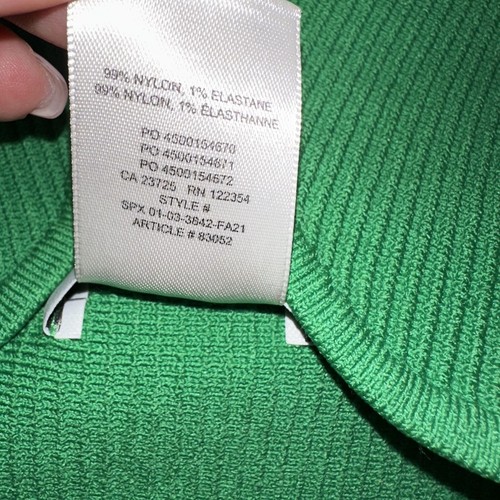 99% NYLON, 1% ELASTANE
99% NYLON, 1% ÉLASTHANNE
PO 4500154670
PO 4500154671
PO 4500154672
CA 23725 RN 122354
STYLE #
SPX 01-03-3842-FA21
ARTICLE # 83052